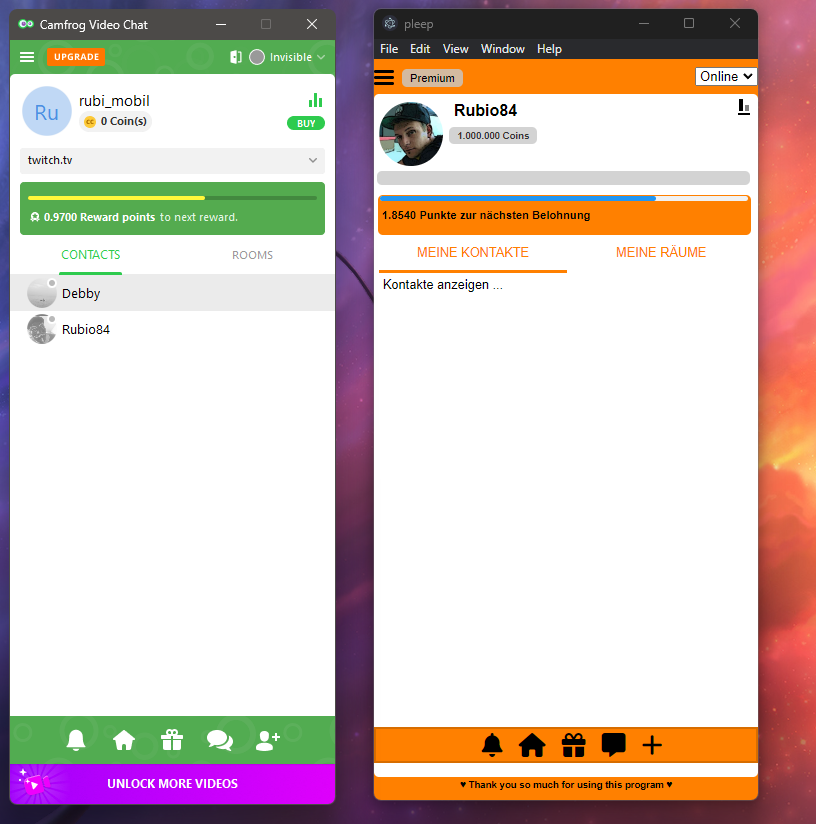 Camfrog Video Chat
UPGRADE
Invisible
Ru
rubi_mobil
cc 0 Coin(s)
BUY
twitch.tv
0.9700 Reward points to next reward.
CONTACTS
ROOMS
Debby
Rubio84
UNLOCK MORE VIDEOS
pleep
File Edit View Window Help
Premium
Online
Rubio84
1.000.000 Coins
1.8540 Punkte zur nächsten Belohnung
MEINE KONTAKTE
MEINE RÄUME
Kontakte anzeigen ...
♥ Thank you so much for using this program ♥